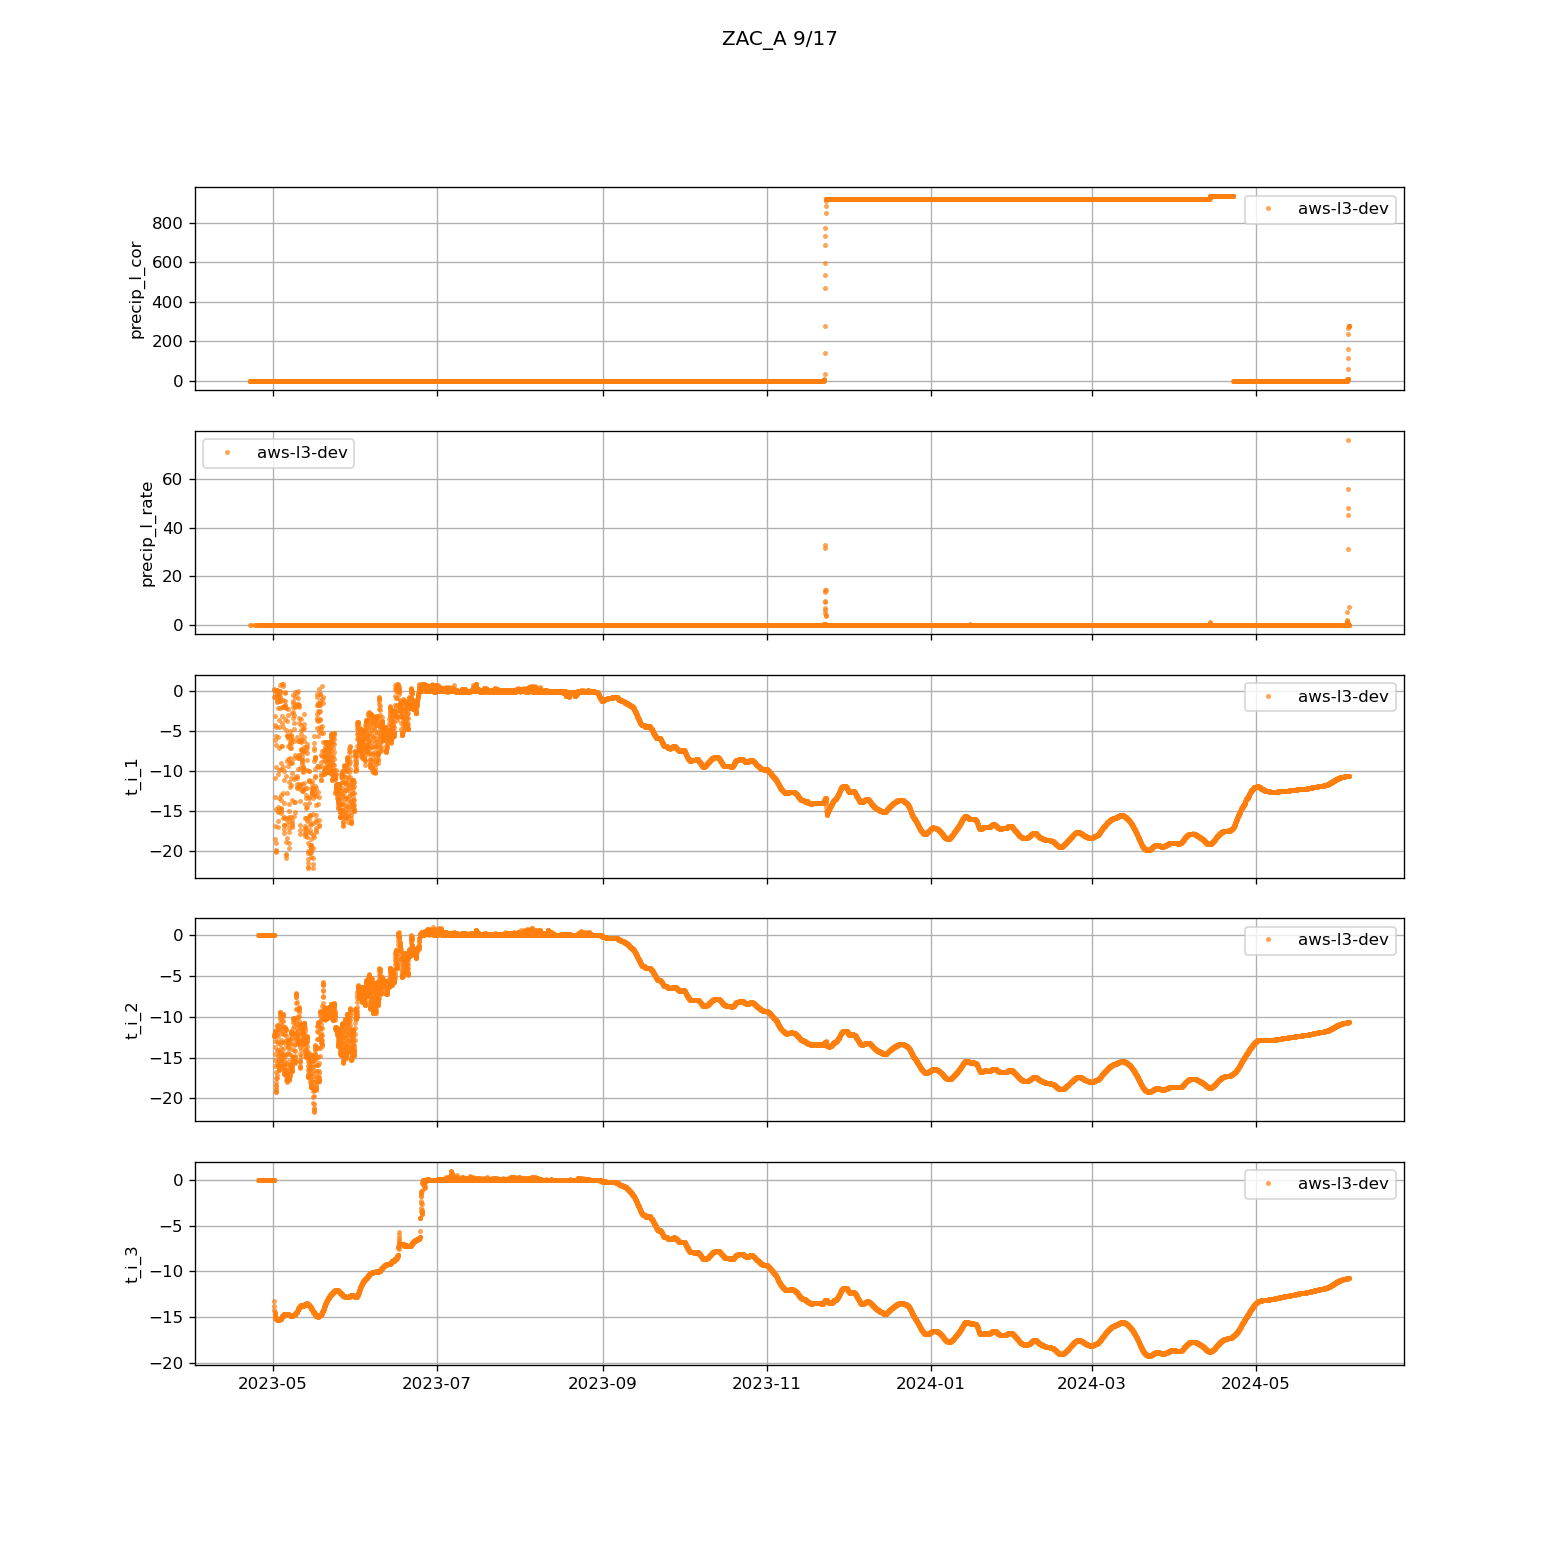 ZAC_A 9/17
precip_l_cor
800
600
400
200
0
aws-l3-dev
precip_l_rate
60
40
20
0
aws-l3-dev
t_i_1
0
−5
−10
−15
−20
aws-l3-dev
t_i_2
0
−5
−10
−15
−20
aws-l3-dev
t_i_3
0
−5
−10
−15
−20
aws-l3-dev
2023-05 2023-07 2023-09 2023-11 2024-01 2024-03 2024-05